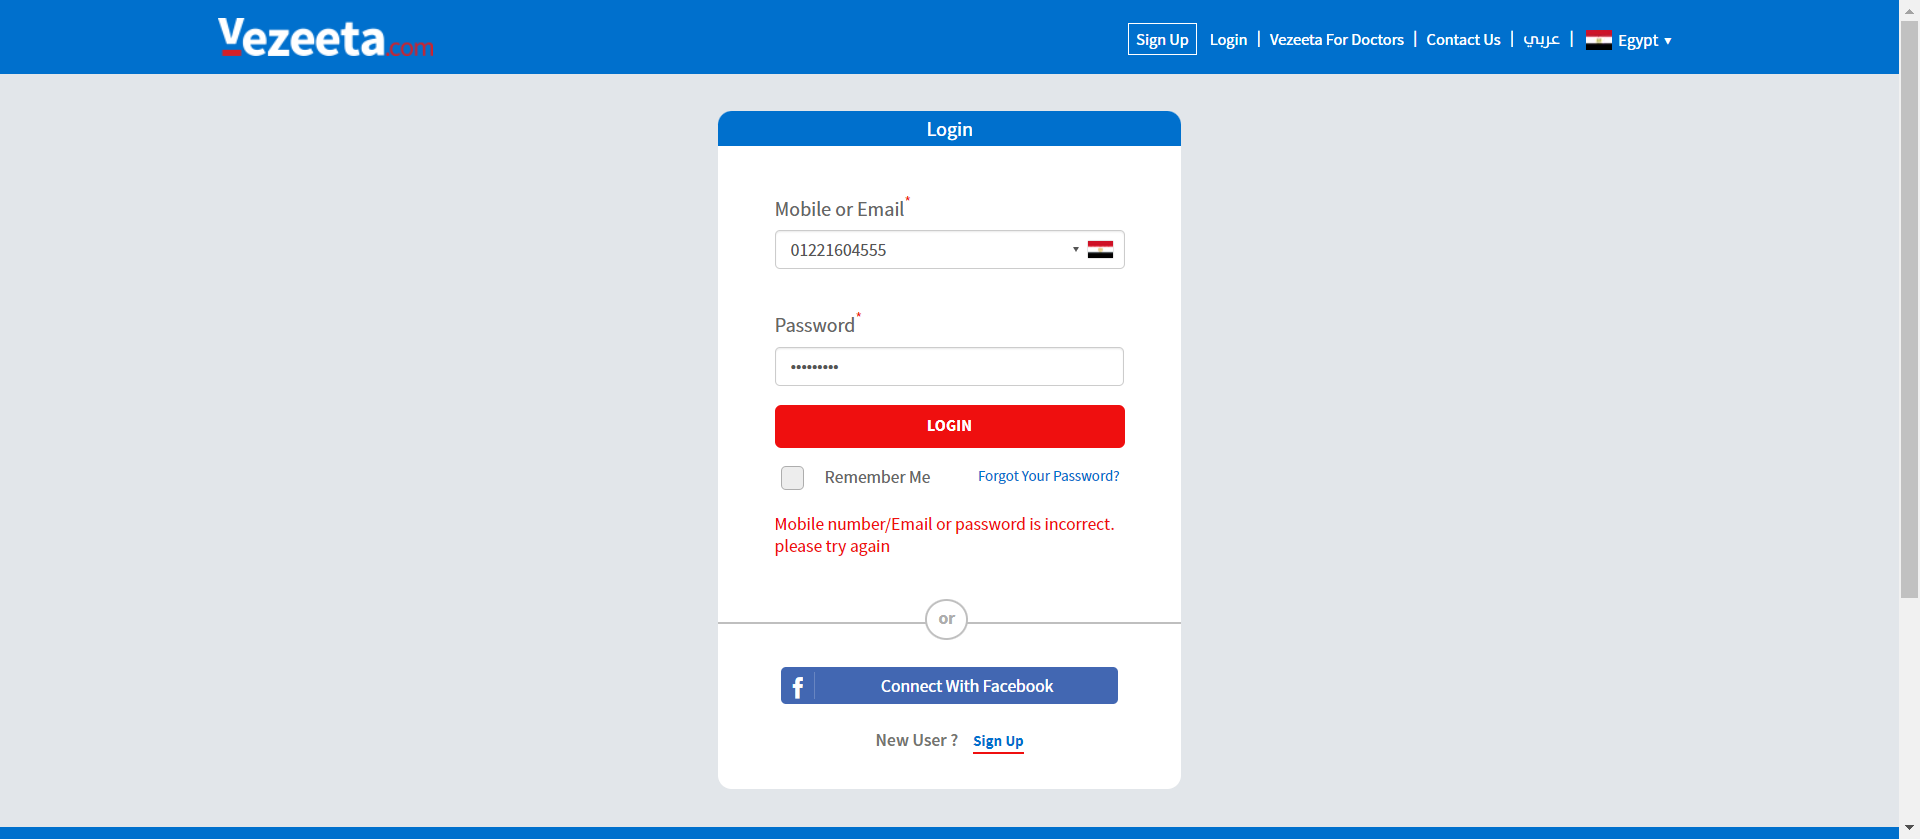 Vezeeta.com
Sign Up Login | Vezeeta For Doctors | Contact Us | عربي | Egypt ▼
Login
Mobile or Email*
01221604555
Password*
•••••••••
LOGIN
Remember Me Forgot Your Password?
Mobile number/Email or password is incorrect.
please try again
or
f Connect With Facebook
New User ? Sign Up